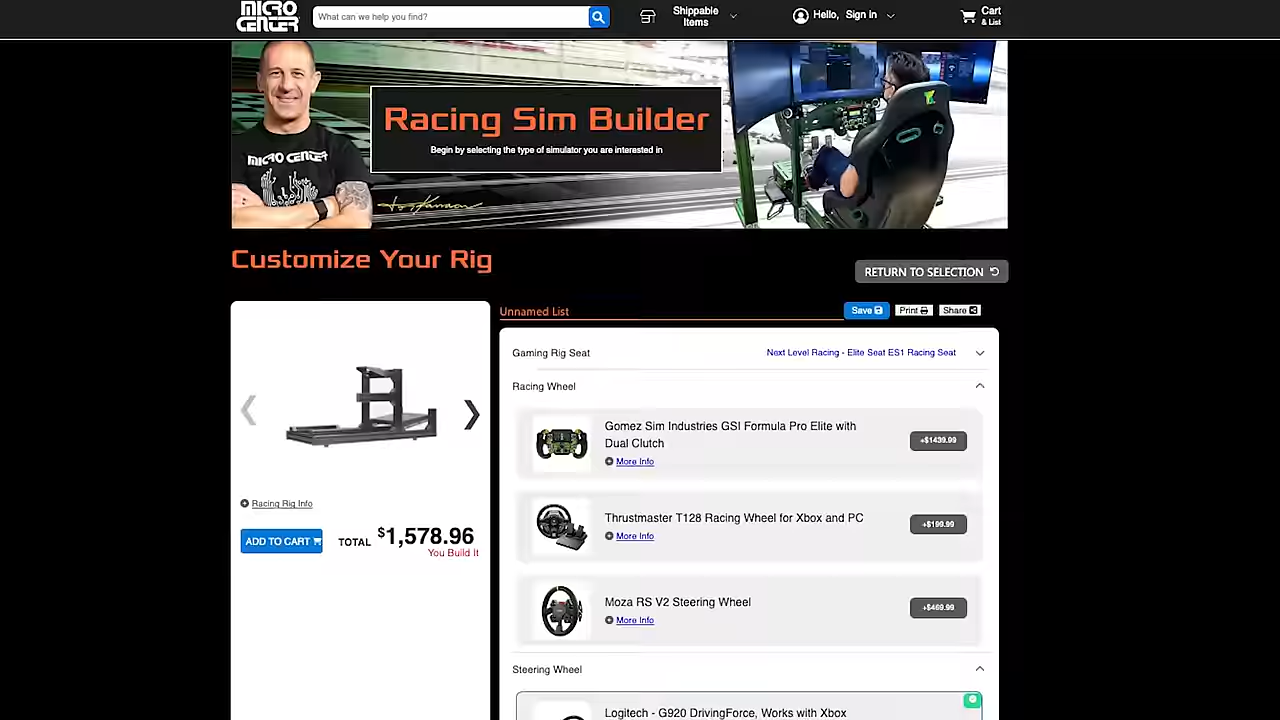 MICRO CENTER
What can we help you find?
Shippable Items
Hello, Sign In
Cart & List
Racing Sim Builder
Begin by selecting the type of simulator you are interested in
MICRO CENTER
Customize Your Rig
RETURN TO SELECTION
Unnamed List
Save
Print
Share
Gaming Rig Seat
Next Level Racing - Elite Seat ES1 Racing Seat
Racing Wheel
Gomez Sim Industries GSI Formula Pro Elite with
Dual Clutch
More Info
+$1439.99
Thrustmaster T128 Racing Wheel for Xbox and PC
More Info
+$199.99
Moza RS V2 Steering Wheel
More Info
+$469.99
Steering Wheel
Logitech - G920 DrivingForce, Works with Xbox
Racing Rig Info
ADD TO CART
TOTAL $1,578.96
You Build It